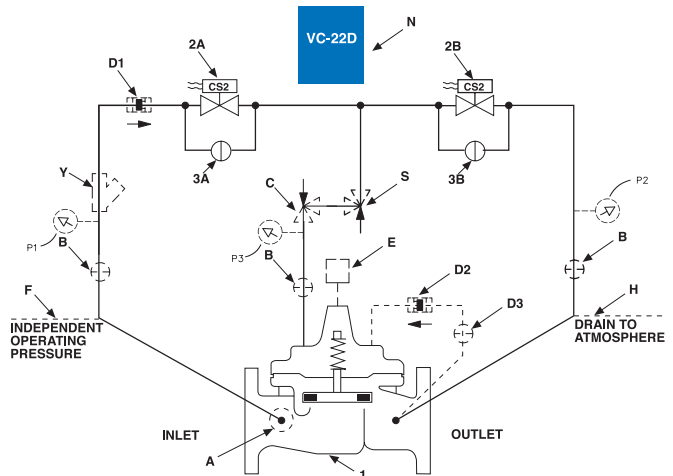 VC-22D
N
2A
2B
D1
CS2
CS2
Y
3A
3B
C
S
P1
P3
P2
B
B
E
B
D2
F
D3
H
INDEPENDENT
OPERATING
PRESSURE
DRAIN TO
ATMOSPHERE
INLET
OUTLET
A
1